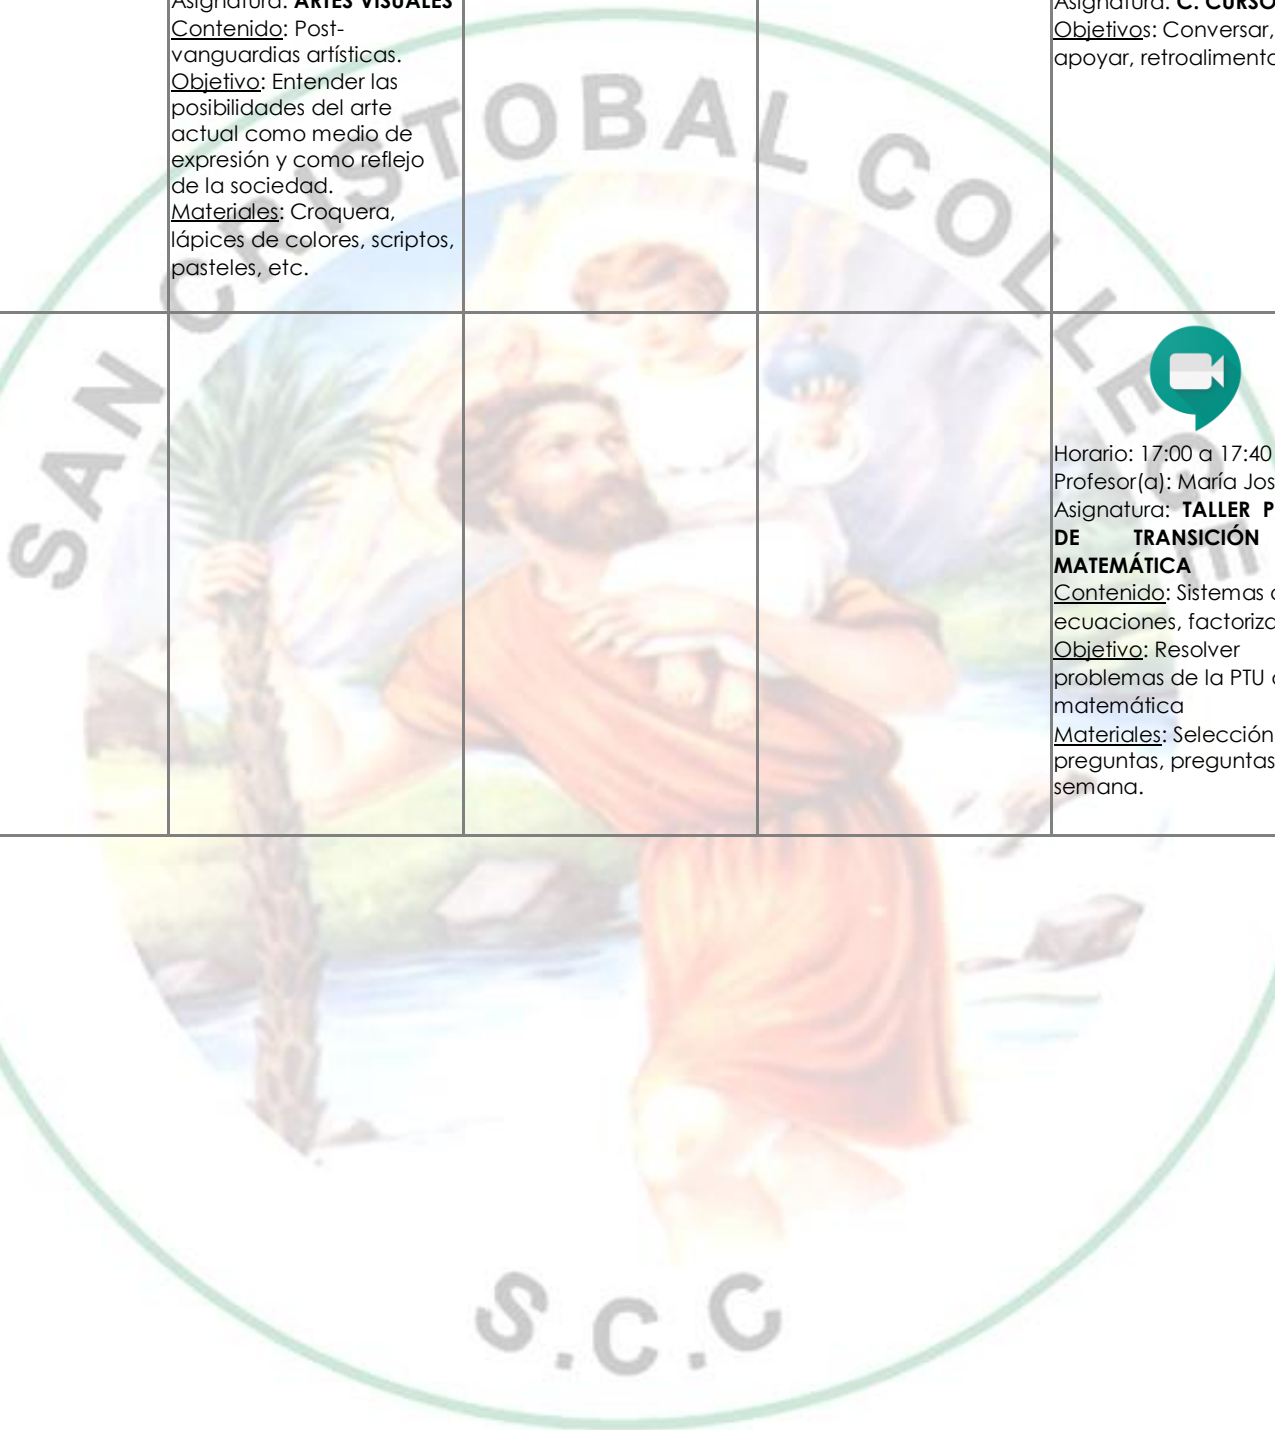 Asignatura: ARTES VISUALES
Contenido: Post-
vanguardias artísticas.
Objetivo: Entender las
posibilidades del arte
actual como medio de
expresión y como reflejo
de la sociedad.
Materiales: Croquera,
lápices de colores, scriptos,
pasteles, etc.
Asignatura: C. CURSO
Objetivos: Conversar,
apoyar, retroalimenta
Horario: 17:00 a 17:40
Profesor(a): María Jos
Asignatura: TALLER P
DE TRANSICIÓN
MATEMÁTICA
Contenido: Sistemas
ecuaciones, factoriza
Objetivo: Resolver
problemas de la PTU
matemática
Materiales: Selección
preguntas, preguntas
semana.
SAN CRISTOBAL COLLEGE
S.C.C